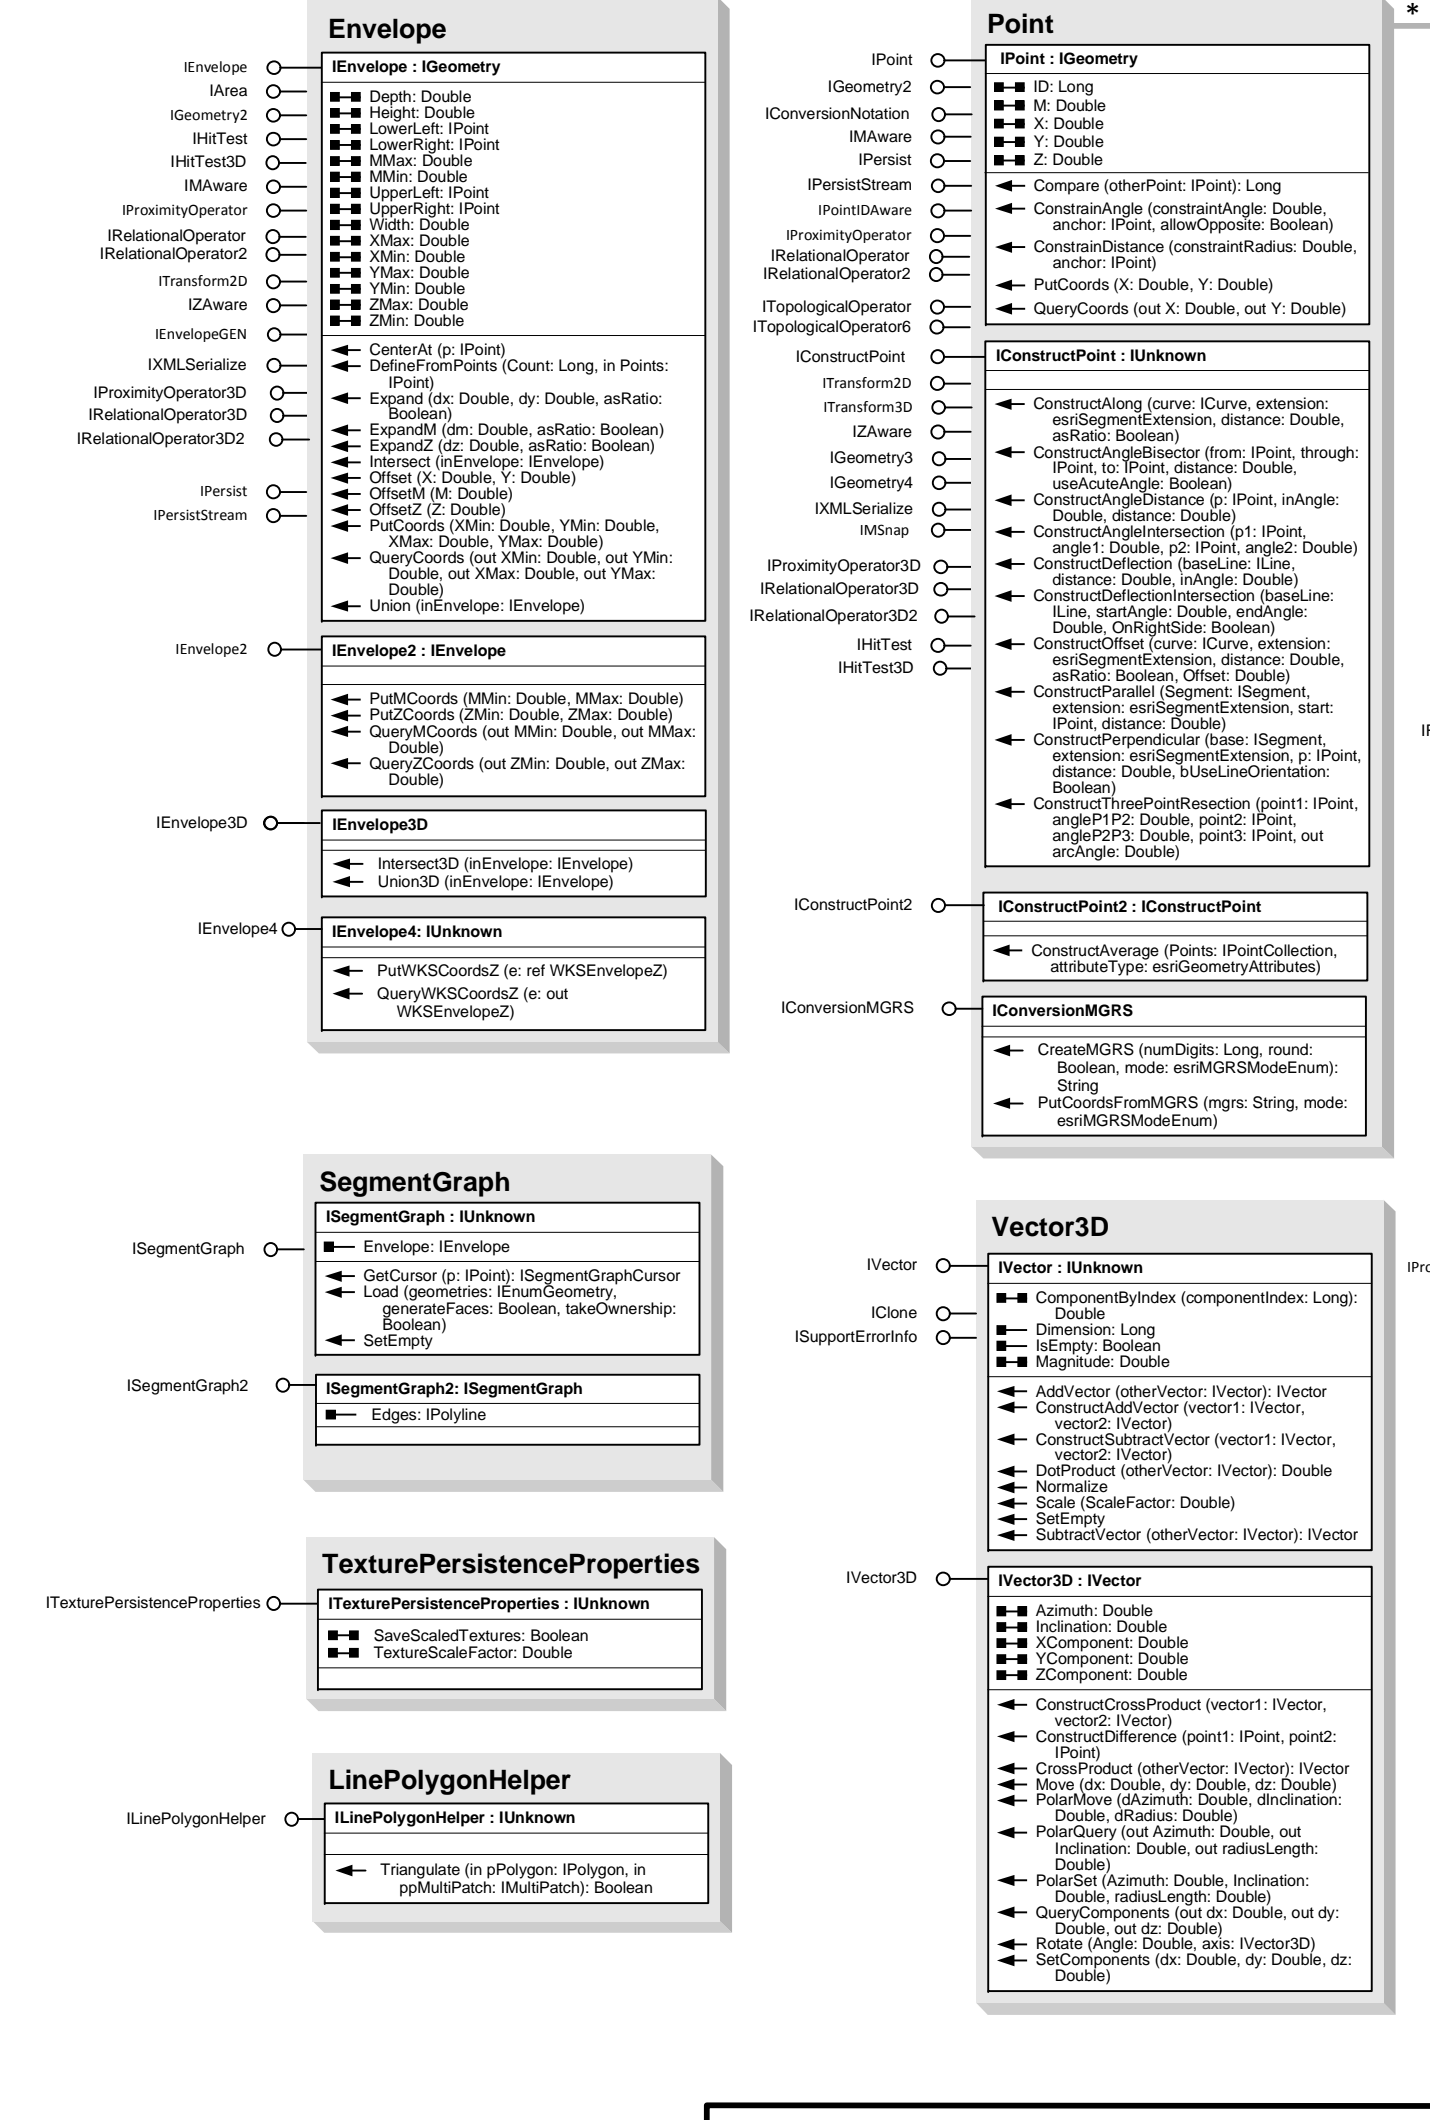 Envelope
IEnvelope
IArea
IGeometry2
IHitTest
IHitTest3D
IMAware
IProximityOperator
IRelationalOperator
IRelationalOperator2
ITransform2D
IZAware
IEnvelopeGEN
IXMLSerialize
IProximityOperator3D
IRelationalOperator3D
IRelationalOperator3D2
IPersist
IPersistStream
IEnvelope : IGeometry
Depth: Double
Height: Double
LowerLeft: IPoint
LowerRight: IPoint
MMax: Double
MMin: Double
UpperLeft: IPoint
UpperRight: IPoint
Width: Double
XMax: Double
XMin: Double
YMax: Double
YMin: Double
ZMax: Double
ZMin: Double
CenterAt (p: IPoint)
DefineFromPoints (Count: Long, in Points:
IPoint)
Expand (dx: Double, dy: Double, asRatio:
Boolean)
ExpandM (dm: Double, asRatio: Boolean)
ExpandZ (dz: Double, asRatio: Boolean)
Intersect (inEnvelope: IEnvelope)
Offset (X: Double, Y: Double)
OffsetM (M: Double)
OffsetZ (Z: Double)
PutCoords (XMin: Double, YMin: Double,
XMax: Double, YMax: Double)
QueryCoords (out XMin: Double, out YMin:
Double, out XMax: Double, out YMax:
Double)
Union (inEnvelope: IEnvelope)
IEnvelope2
IEnvelope2 : IEnvelope
PutMCoords (MMin: Double, MMax: Double)
PutZCoords (ZMin: Double, ZMax: Double)
QueryMCoords (out MMin: Double, out MMax:
Double)
QueryZCoords (out ZMin: Double, out ZMax:
Double)
IEnvelope3D
IEnvelope3D
Intersect3D (inEnvelope: IEnvelope)
Union3D (inEnvelope: IEnvelope)
IEnvelope4
IEnvelope4: IUnknown
PutWKSCoordsZ (e: ref WKSEnvelopeZ)
QueryWKSCoordsZ (e: out
WKSEnvelopeZ)
SegmentGraph
ISegmentGraph
ISegmentGraph : IUnknown
Envelope: IEnvelope
GetCursor (p: IPoint): ISegmentGraphCursor
Load (geometries: IEnumGeometry,
generateFaces: Boolean, takeOwnership:
Boolean)
SetEmpty
ISegmentGraph2
ISegmentGraph2: ISegmentGraph
Edges: IPolyline
TexturePersistenceProperties
ITexturePersistenceProperties
ITexturePersistenceProperties : IUnknown
SaveScaledTextures: Boolean
TextureScaleFactor: Double
LinePolygonHelper
ILinePolygonHelper
ILinePolygonHelper : IUnknown
Triangulate (in pPolygon: IPolygon, in
ppMultiPatch: IMultiPatch): Boolean
Point
*
IPoint
IGeometry2
IConversionNotation
IMAware
IPersist
IPersistStream
IPointIDAware
IProximityOperator
IRelationalOperator
IRelationalOperator2
ITopologicalOperator
ITopologicalOperator6
IConstructPoint
ITransform2D
ITransform3D
IZAware
IGeometry3
IGeometry4
IXMLSerialize
IMSnap
IProximityOperator3D
IRelationalOperator3D
IRelationalOperator3D2
IHitTest
IHitTest3D
IPoint : IGeometry
ID: Long
M: Double
X: Double
Y: Double
Z: Double
Compare (otherPoint: IPoint): Long
ConstrainAngle (constraintAngle: Double,
anchor: IPoint, allowOpposite: Boolean)
ConstrainDistance (constraintRadius: Double,
anchor: IPoint)
PutCoords (X: Double, Y: Double)
QueryCoords (out X: Double, out Y: Double)
IConstructPoint : IUnknown
ConstructAlong (curve: ICurve, extension:
esriSegmentExtension, distance: Double,
asRatio: Boolean)
ConstructAngleBisector (from: IPoint, through:
IPoint, to: IPoint, distance: Double,
useAcuteAngle: Boolean)
ConstructAngleDistance (p: IPoint, inAngle:
Double, distance: Double)
ConstructAngleIntersection (p1: IPoint,
angle1: Double, p2: IPoint, angle2: Double)
ConstructDeflection (baseLine: ILine,
distance: Double, inAngle: Double)
ConstructDeflectionIntersection (baseLine:
ILine, startAngle: Double, endAngle:
Double, OnRightSide: Boolean)
ConstructOffset (curve: ICurve, extension:
esriSegmentExtension, distance: Double,
asRatio: Boolean, Offset: Double)
ConstructParallel (Segment: ISegment,
extension: esriSegmentExtension, start:
IPoint, distance: Double)
ConstructPerpendicular (base: ISegment,
extension: esriSegmentExtension, p: IPoint,
distance: Double, bUseLineOrientation:
Boolean)
ConstructThreePointResection (point1: IPoint,
angleP1P2: Double, point2: IPoint,
angleP2P3: Double, point3: IPoint, out
arcAngle: Double)
IConstructPoint2
IConstructPoint2 : IConstructPoint
ConstructAverage (Points: IPointCollection,
attributeType: esriGeometryAttributes)
IConversionMGRS
IConversionMGRS
CreateMGRS (numDigits: Long, round:
Boolean, mode: esriMGRSModeEnum):
String
PutCoordsFromMGRS (mgrs: String, mode:
esriMGRSModeEnum)
Vector3D
IVector
IClone
ISupportErrorInfo
IVector : IUnknown
ComponentByIndex (componentIndex: Long):
Double
Dimension: Long
IsEmpty: Boolean
Magnitude: Double
AddVector (otherVector: IVector): IVector
ConstructAddVector (vector1: IVector,
vector2: IVector)
ConstructSubtractVector (vector1: IVector,
vector2: IVector)
DotProduct (otherVector: IVector): Double
Normalize
Scale (ScaleFactor: Double)
SetEmpty
SubtractVector (otherVector: IVector): IVector
IVector3D
IVector3D : IVector
Azimuth: Double
Inclination: Double
XComponent: Double
YComponent: Double
ZComponent: Double
ConstructCrossProduct (vector1: IVector,
vector2: IVector)
ConstructDifference (point1: IPoint, point2:
IPoint)
CrossProduct (otherVector: IVector): IVector
Move (dx: Double, dy: Double, dz: Double)
PolarMove (dAzimuth: Double, dInclination:
Double, dRadius: Double)
PolarQuery (out Azimuth: Double, out
Inclination: Double, out radiusLength:
Double)
PolarSet (Azimuth: Double, Inclination:
Double, radiusLength: Double)
QueryComponents (out dx: Double, out dy:
Double, out dz: Double)
Rotate (Angle: Double, axis: IVector3D)
SetComponents (dx: Double, dy: Double, dz:
Double)